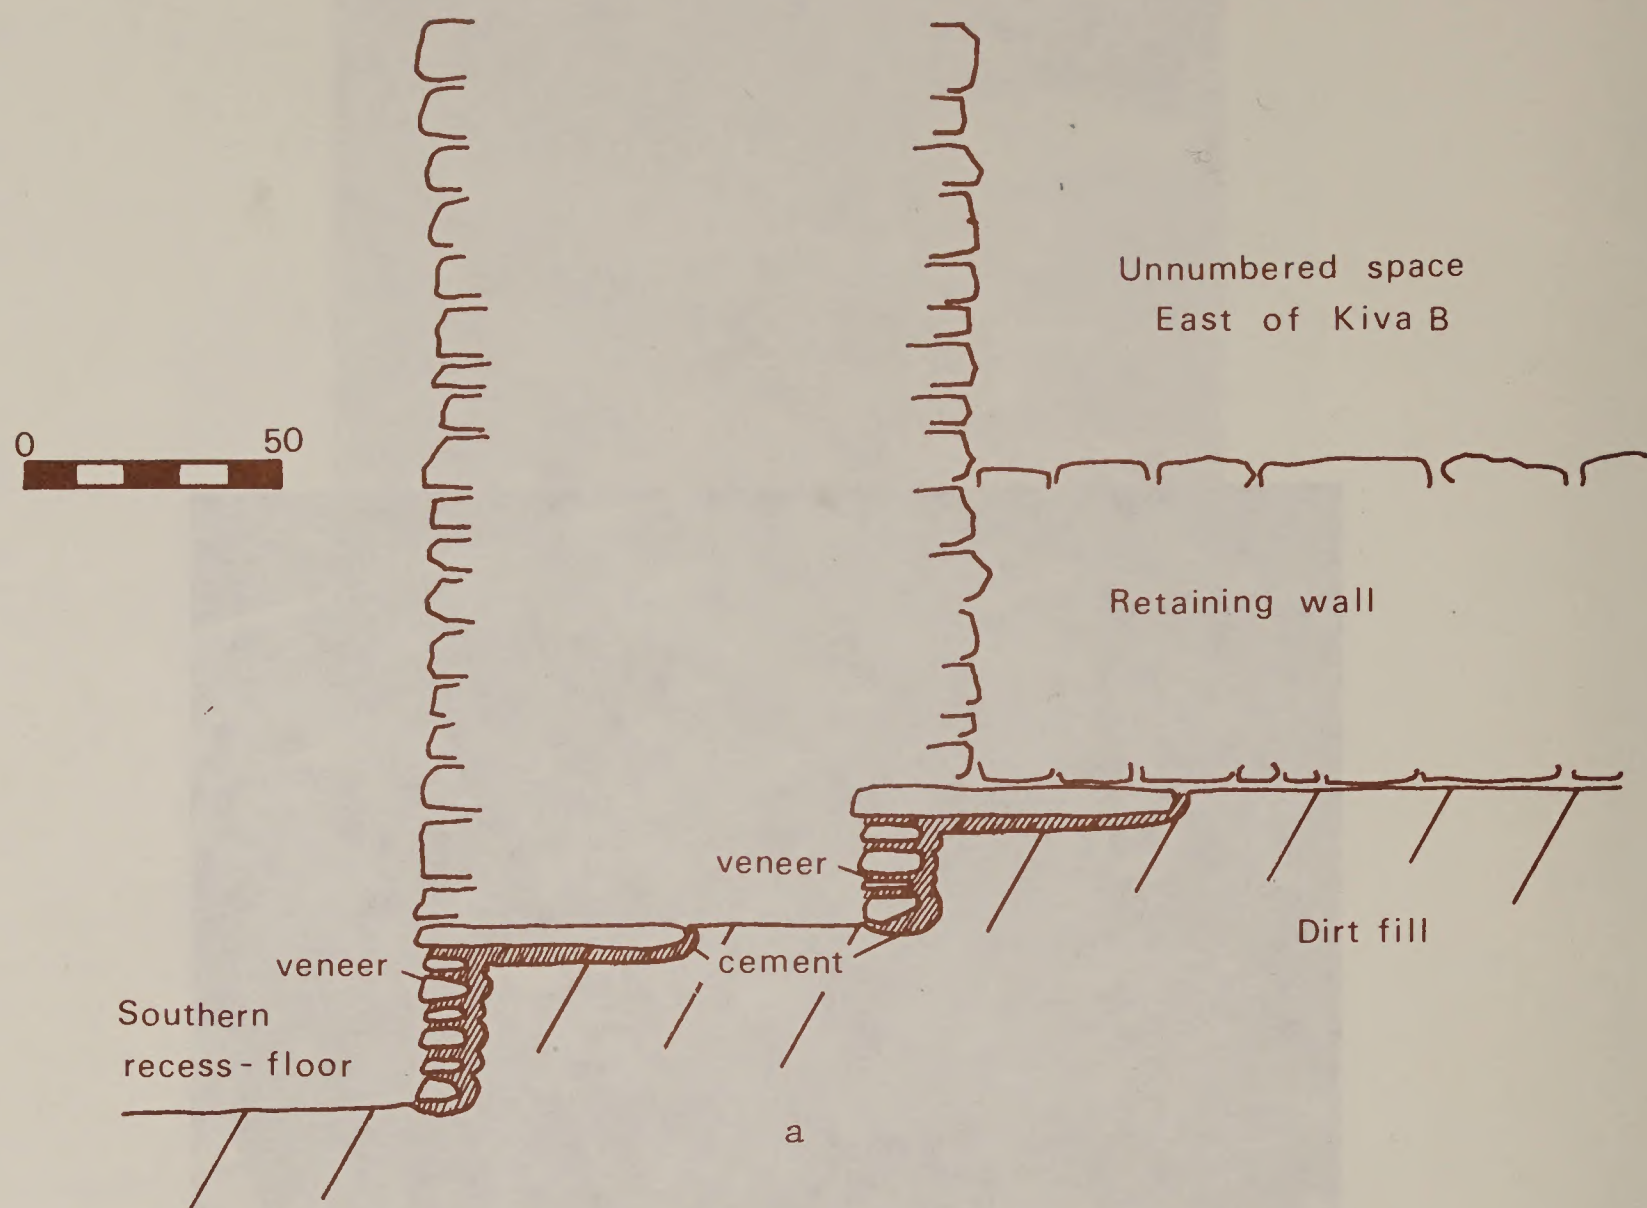 Unnumbered space
East of Kiva B
0 50
Retaining wall
veneer
Dirt fill
veneer
cement
Southern
recess-floor
a